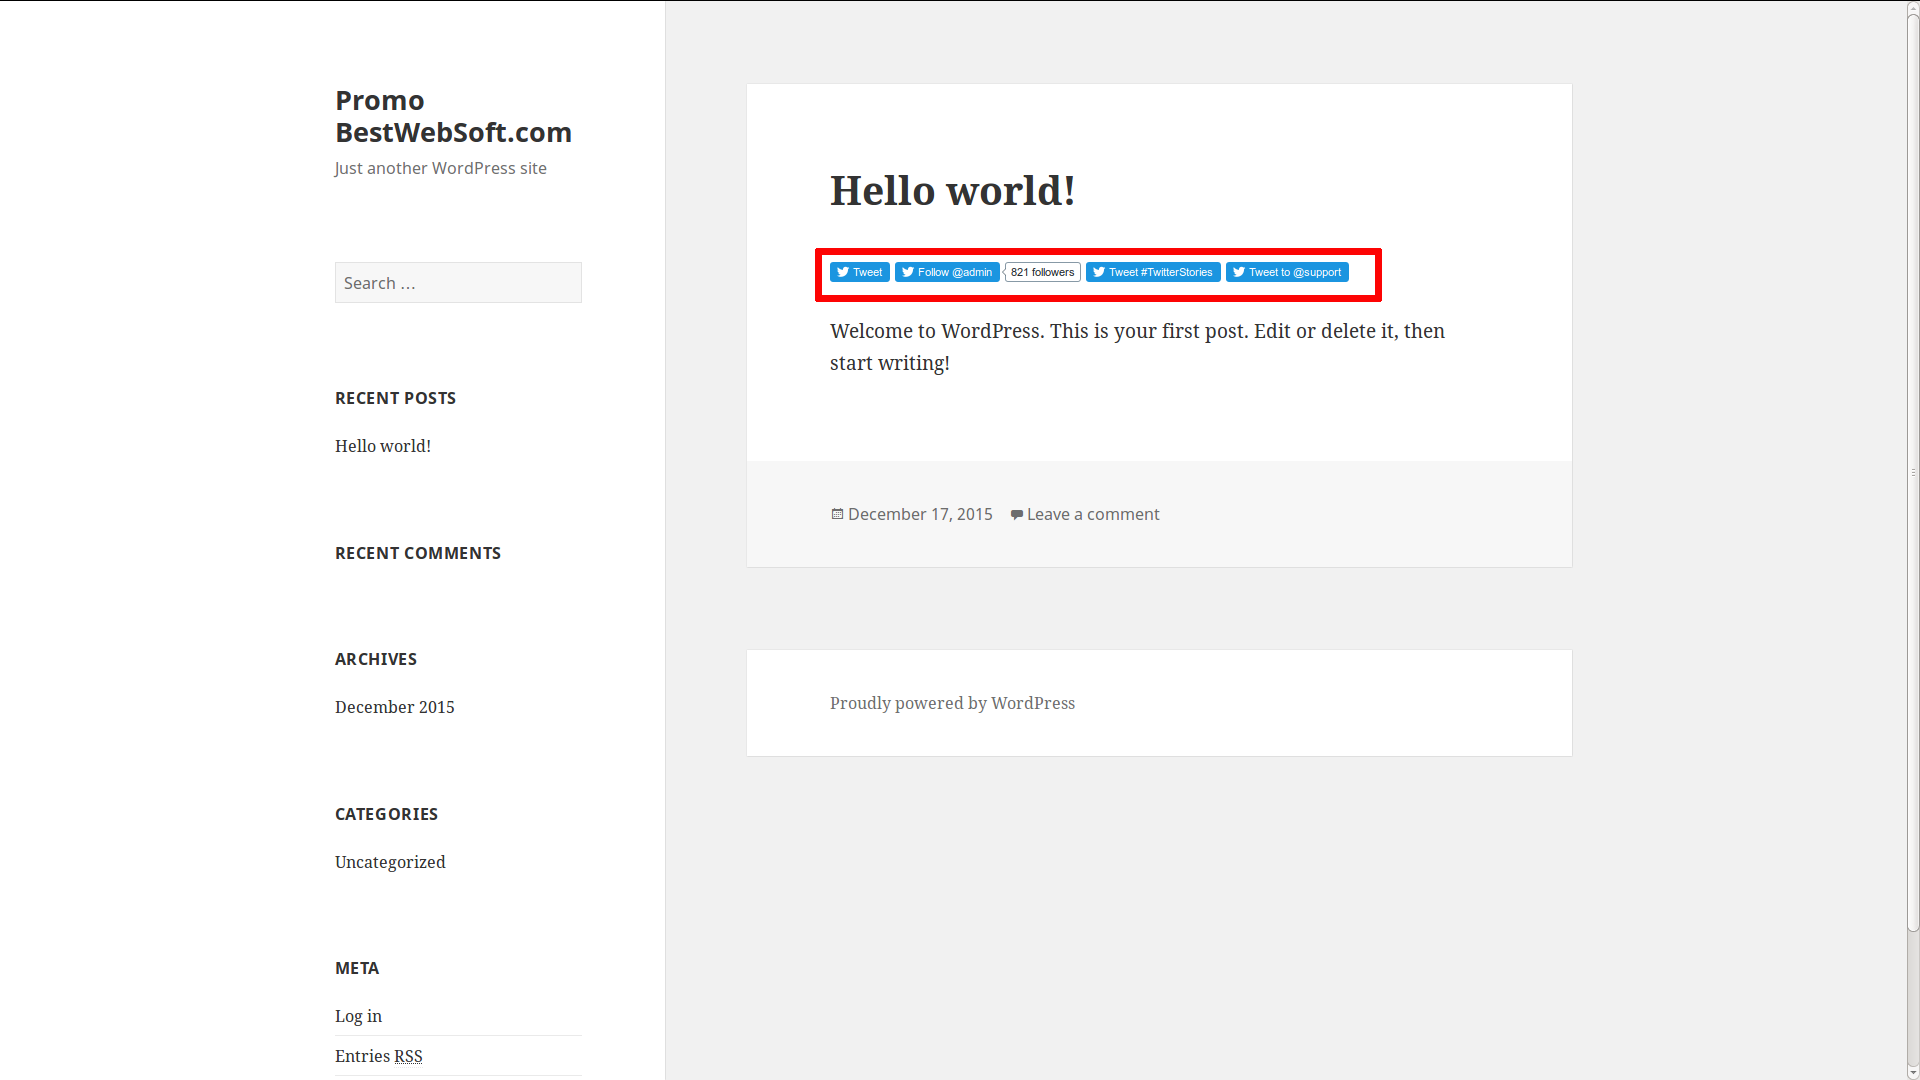 Promo
BestWebSoft.com
Just another WordPress site
Search …
RECENT POSTS
Hello world!
RECENT COMMENTS
ARCHIVES
December 2015
CATEGORIES
Uncategorized
META
Log in
Entries RSS
Hello world!
Tweet Follow @admin 821 followers Tweet #TwitterStories Tweet to @support
Welcome to WordPress. This is your first post. Edit or delete it, then
start writing!
December 17, 2015 Leave a comment
Proudly powered by WordPress